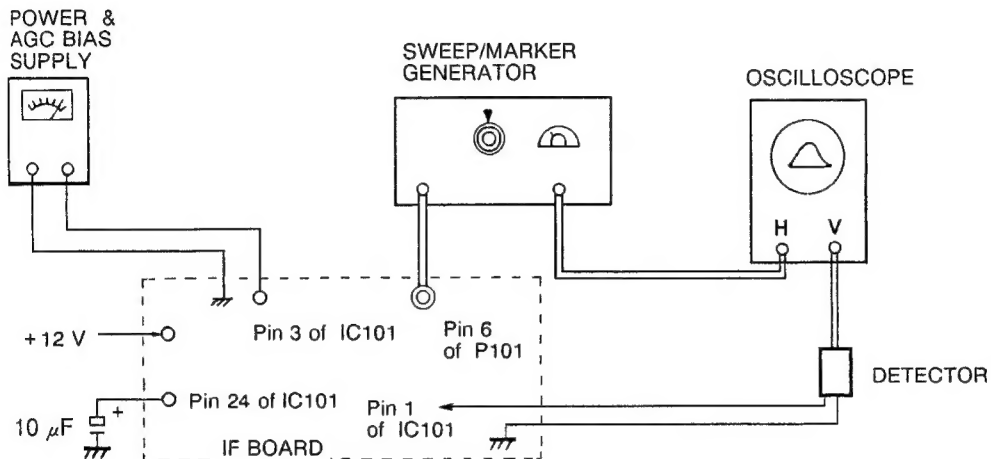 POWER &
AGC BIAS
SUPPLY
SWEEP/MARKER
GENERATOR
OSCILLOSCOPE
H V
+12 V
Pin 3 of IC101
Pin 6
of P101
DETECTOR
Pin 24 of IC101
Pin 1
of IC101
10 μF
+
IF BOARD